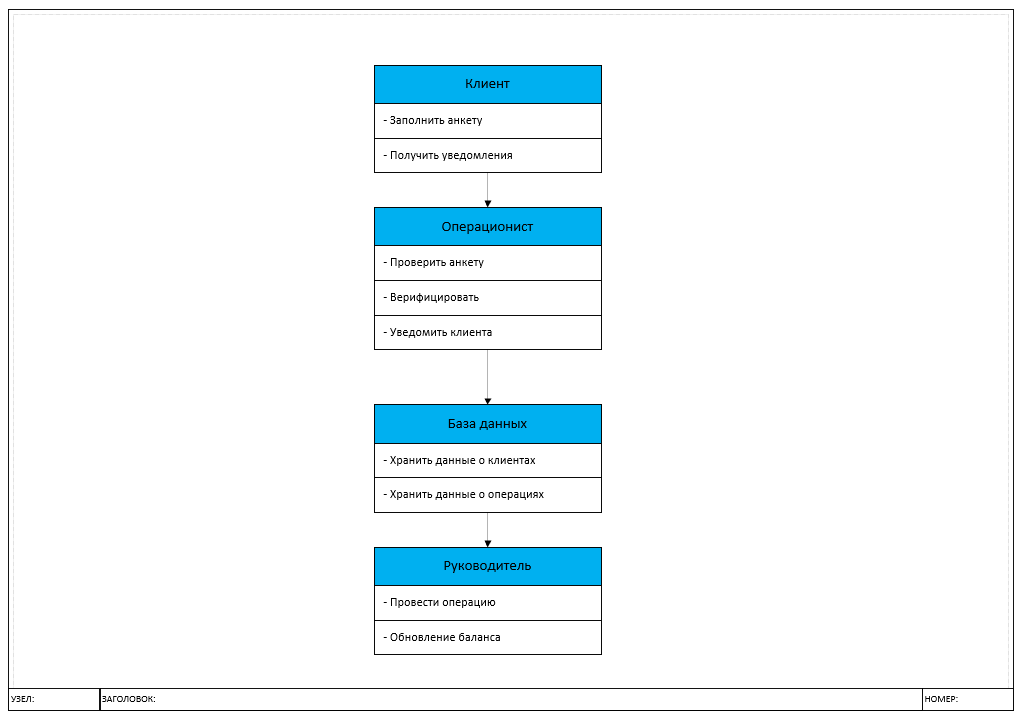 Клиент
- Заполнить анкету
- Получить уведомления
Операционист
- Проверить анкету
- Верифицировать
- Уведомить клиента
База данных
- Хранить данные о клиентах
- Хранить данные о операциях
Руководитель
- Провести операцию
- Обновление баланса
УЗЕЛ:
ЗАГОЛОВОК:
НОМЕР: